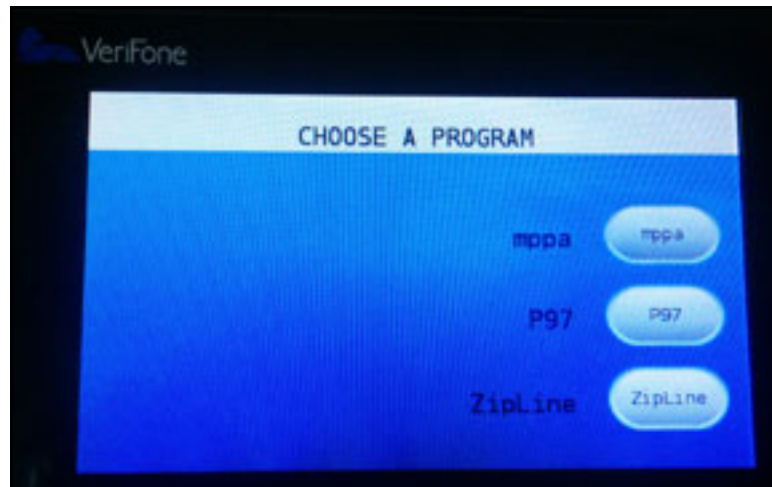 VeriFone
CHOOSE A PROGRAM
mppa mppa
P97 P97
ZipLine ZipLine